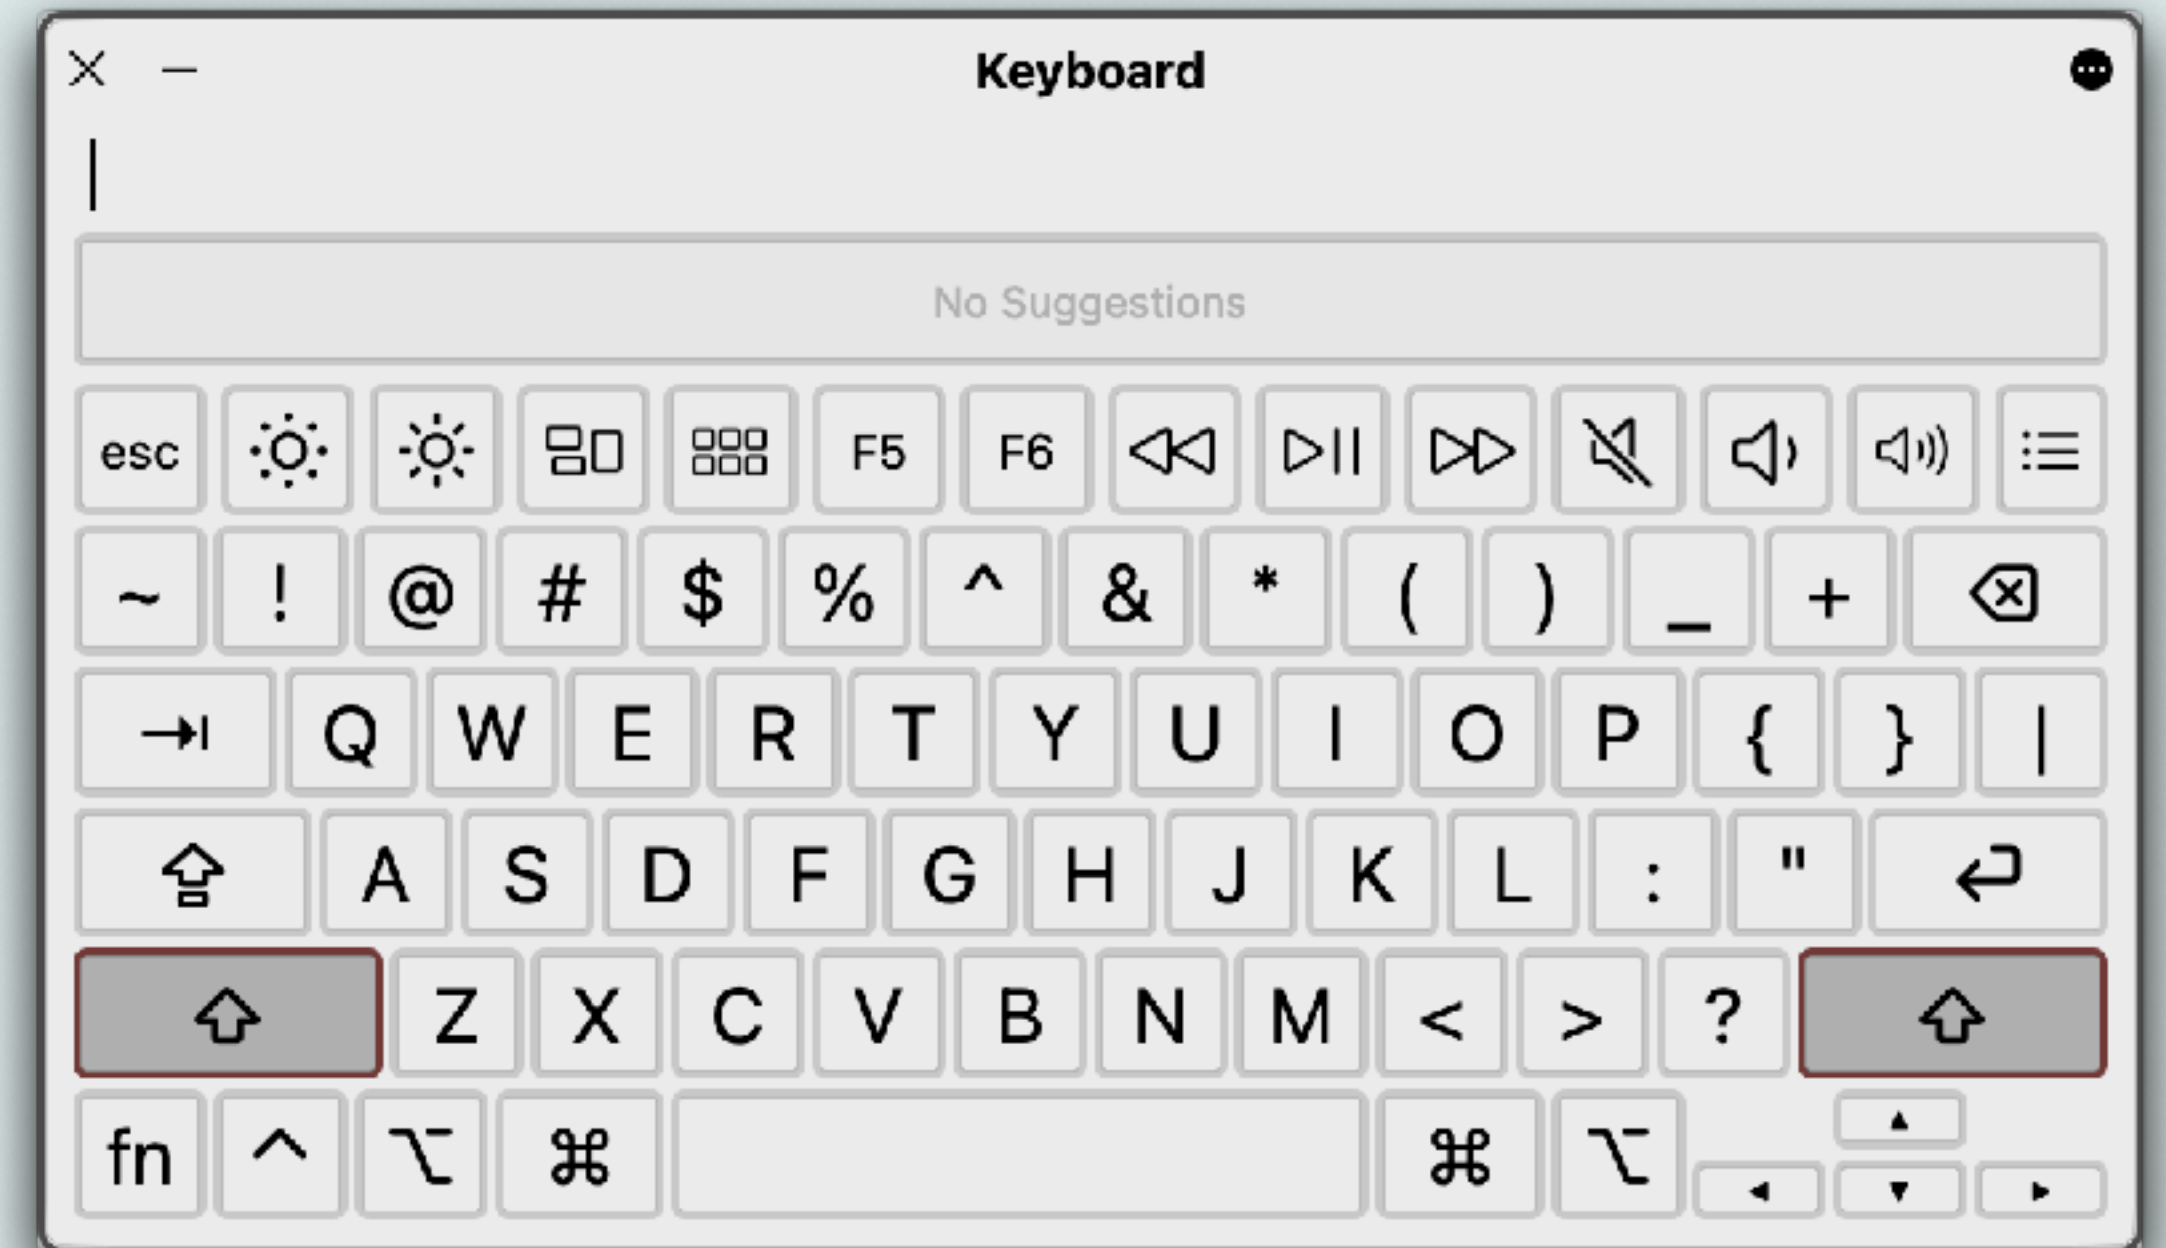 Keyboard
No Suggestions
esc F5 F6
~ ! @ # $ % ^ & * ( ) _ +
Q W E R T Y U I O P { } |
A S D F G H J K L : "
Z X C V B N M < > ?
fn ^ ⌥ ⌘ ⌘ ⌥